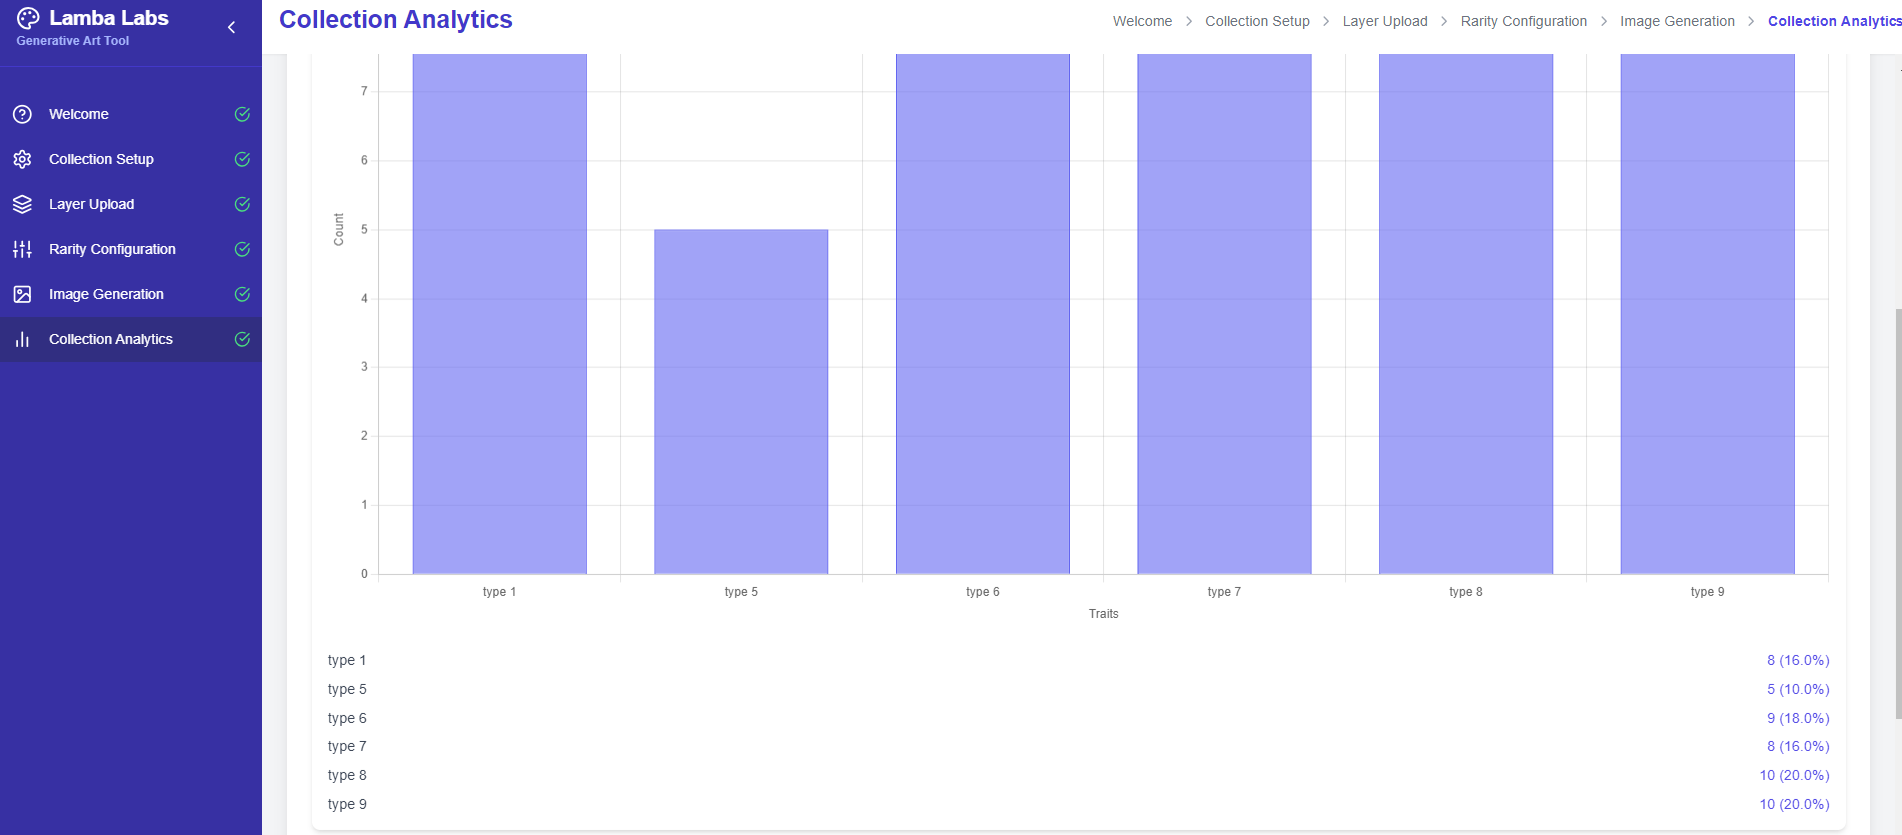 Lamba Labs
Generative Art Tool
Welcome
Collection Setup
Layer Upload
Rarity Configuration
Image Generation
Collection Analytics
Collection Analytics
Welcome > Collection Setup > Layer Upload > Rarity Configuration > Image Generation > Collection Analytics
7
6
5
4
3
2
1
0
Count
type 1 type 5 type 6 type 7 type 8 type 9
Traits
type 1 8 (16.0%)
type 5 5 (10.0%)
type 6 9 (18.0%)
type 7 8 (16.0%)
type 8 10 (20.0%)
type 9 10 (20.0%)